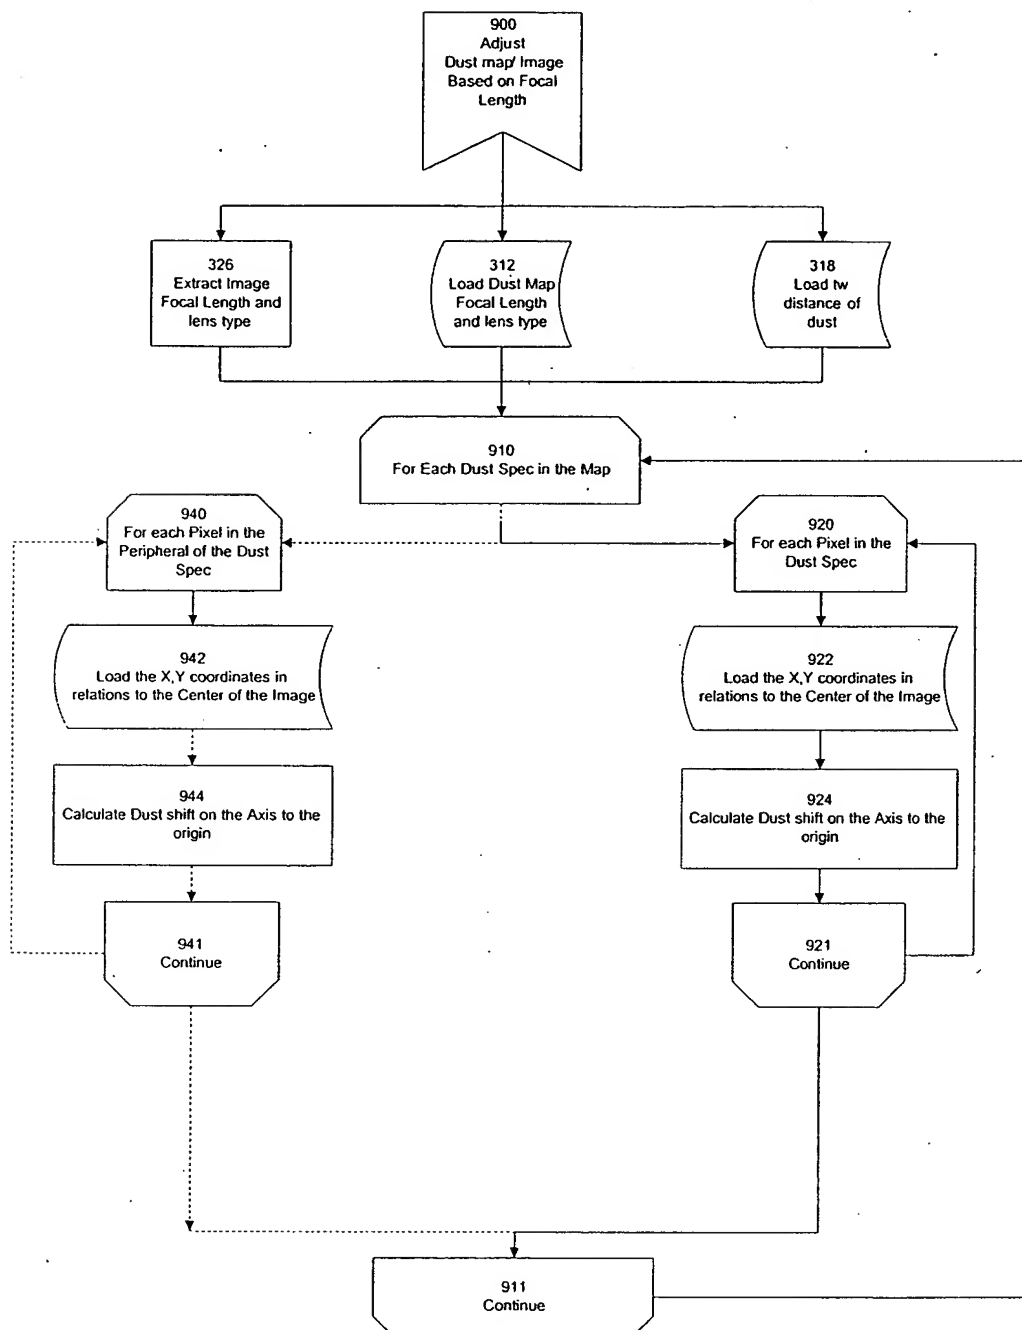 900
Adjust
Dust map/ Image
Based on Focal
Length
326
Extract Image
Focal Length and
lens type
312
Load Dust Map
Focal Length
and lens type
318
Load tw
distance of
dust
910
For Each Dust Spec in the Map
940
For each Pixel in the
Peripheral of the Dust
Spec
920
For each Pixel in the
Dust Spec
942
Load the X,Y coordinates in
relations to the Center of the Image
922
Load the X,Y coordinates in
relations to the Center of the Image
944
Calculate Dust shift on the Axis to the
origin
924
Calculate Dust shift on the Axis to the
origin
941
Continue
921
Continue
911
Continue